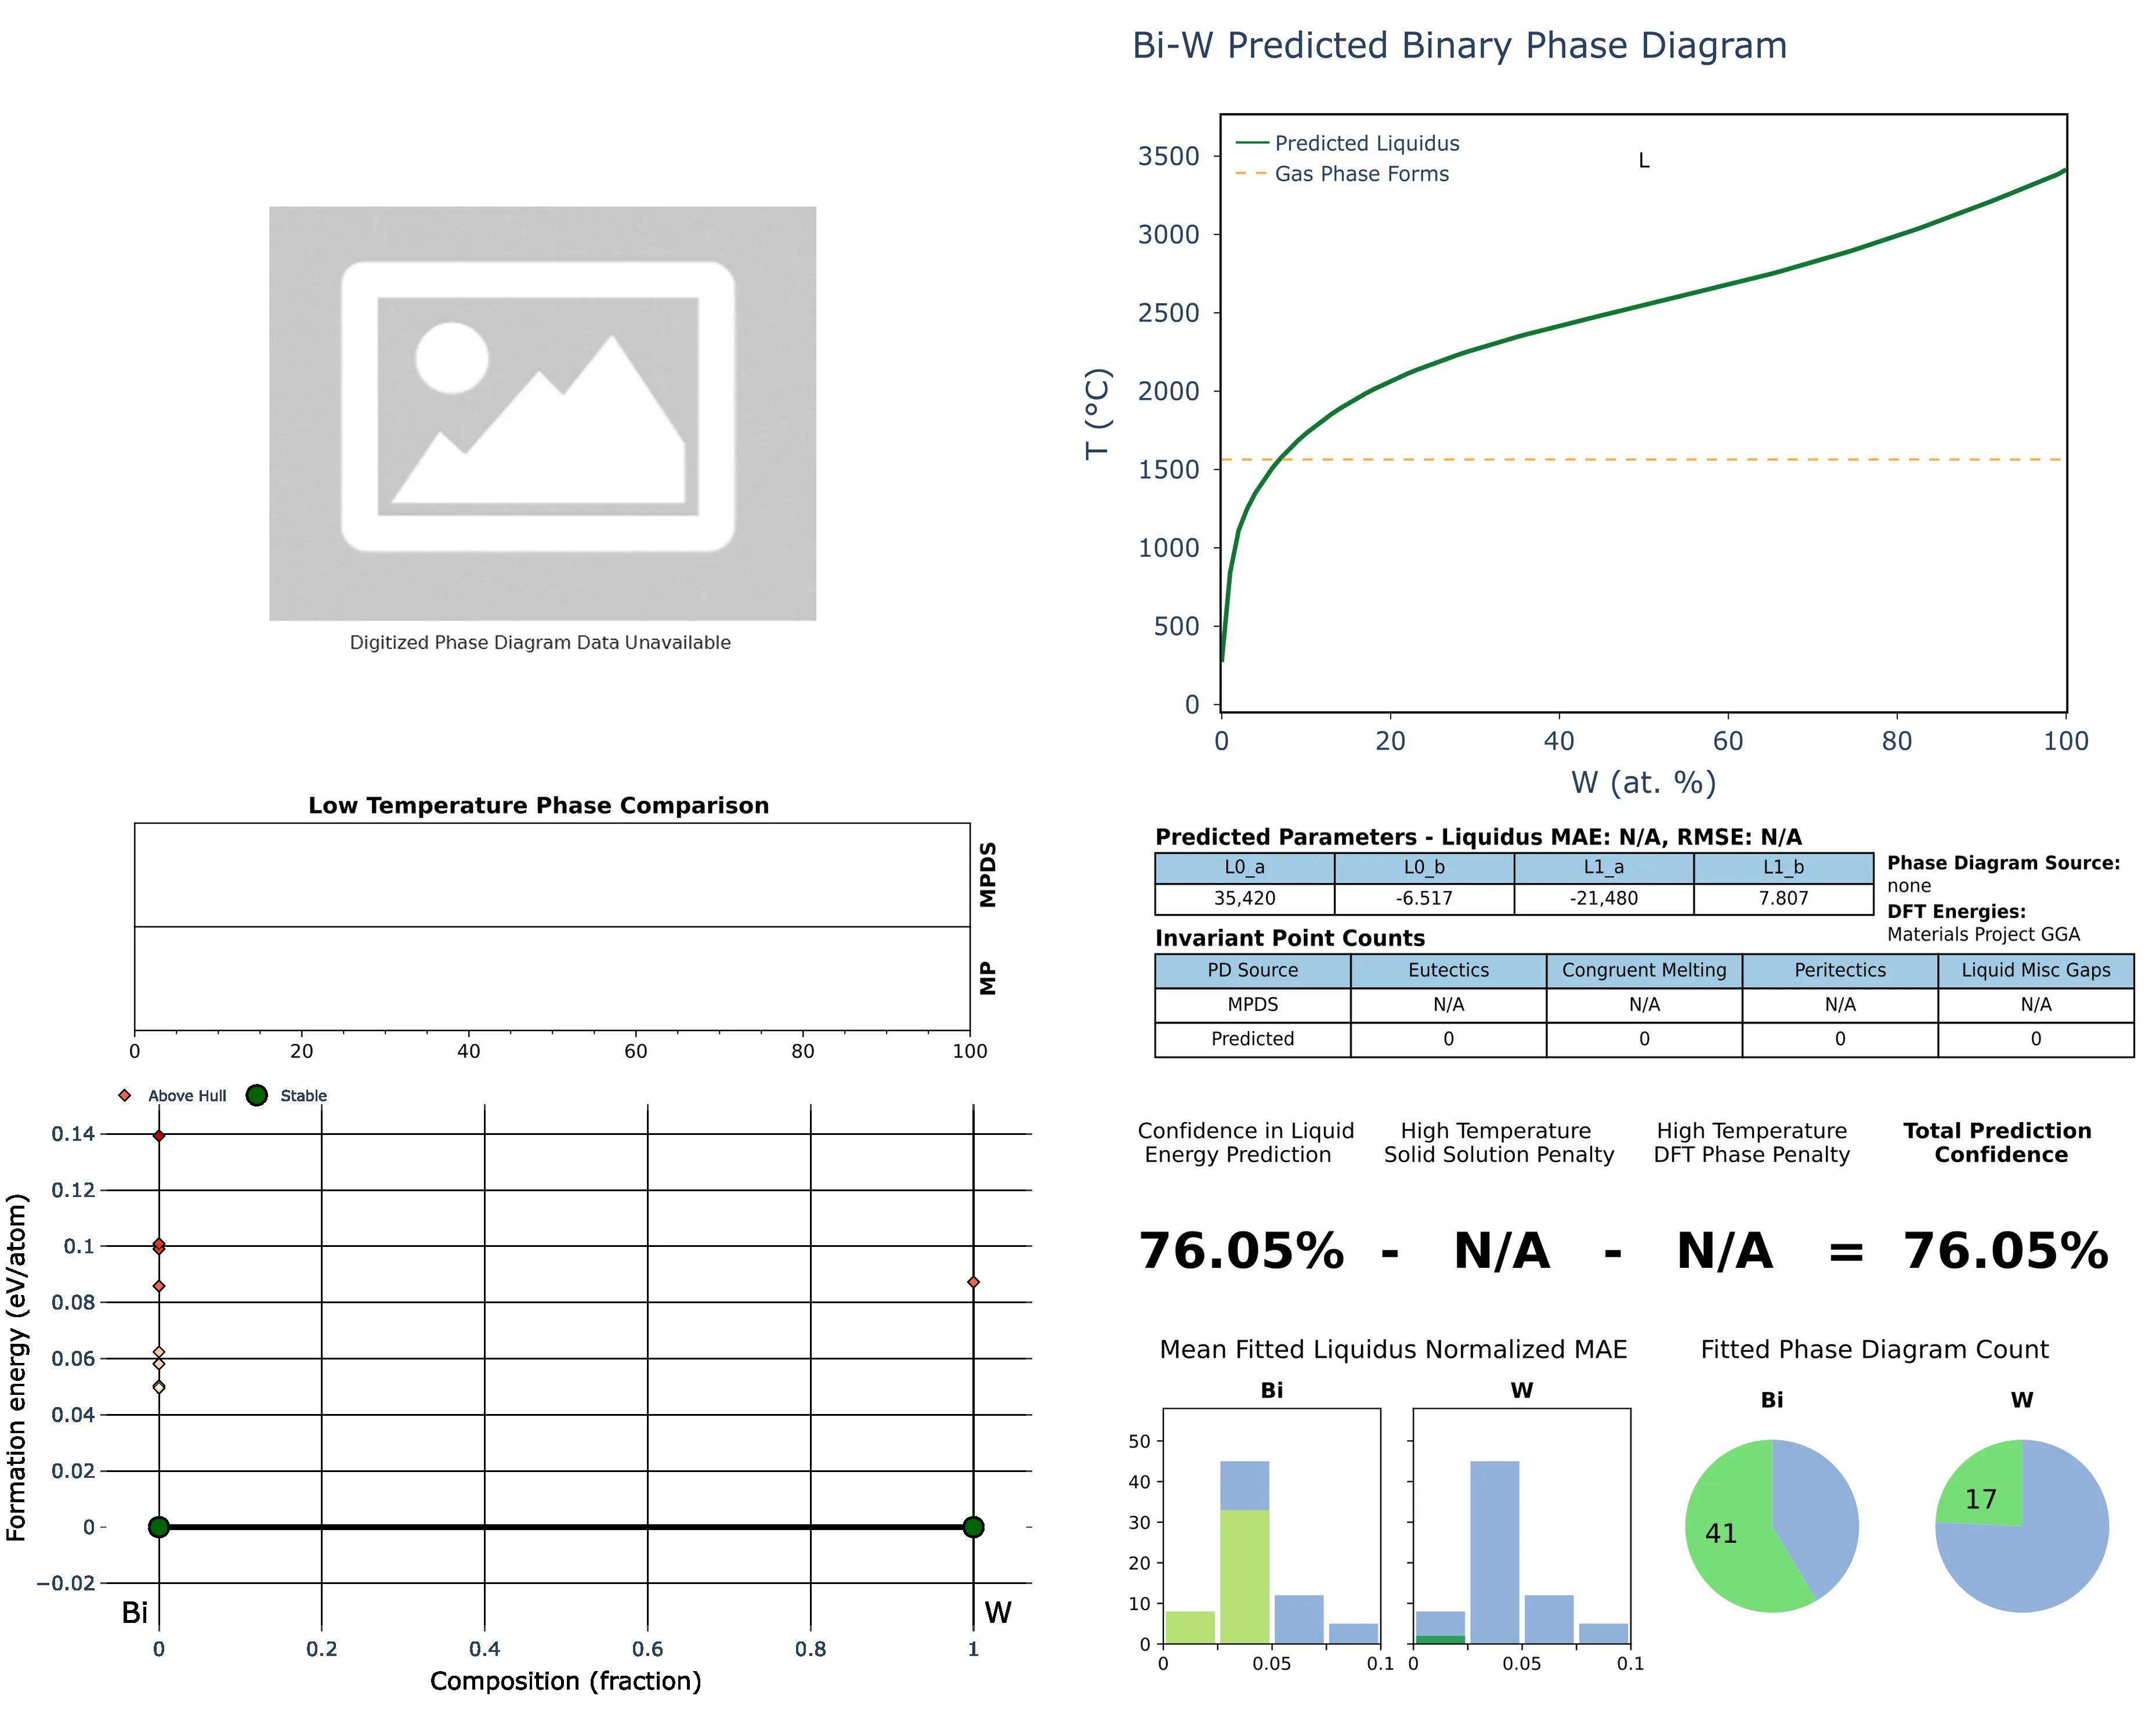 Bi-W Predicted Binary Phase Diagram
Predicted Liquidus
Gas Phase Forms
L
3500
3000
2500
2000
1500
1000
500
0
T (°C)
0 20 40 60 80 100
W (at. %)
Digitized Phase Diagram Data Unavailable
Low Temperature Phase Comparison
MPDS
MP
0 20 40 60 80 100
Predicted Parameters - Liquidus MAE: N/A, RMSE: N/A
L0_a L0_b L1_a L1_b
35,420 -6.517 -21,480 7.807
Phase Diagram Source:
none
DFT Energies:
Materials Project GGA
Invariant Point Counts
PD Source Eutectics Congruent Melting Peritectics Liquid Misc Gaps
MPDS N/A N/A N/A N/A
Predicted 0 0 0 0
Above Hull Stable
0.14
0.12
0.1
0.08
0.06
0.04
0.02
0
−0.02
Formation energy (eV/atom)
Bi W
0 0.2 0.4 0.6 0.8 1
Composition (fraction)
Confidence in Liquid
Energy Prediction
High Temperature
Solid Solution Penalty
High Temperature
DFT Phase Penalty
Total Prediction
Confidence
76.05% - N/A - N/A = 76.05%
Mean Fitted Liquidus Normalized MAE
Bi W
50
40
30
20
10
0
0 0.05 0.1 0 0.05 0.1
Fitted Phase Diagram Count
Bi W
41 17